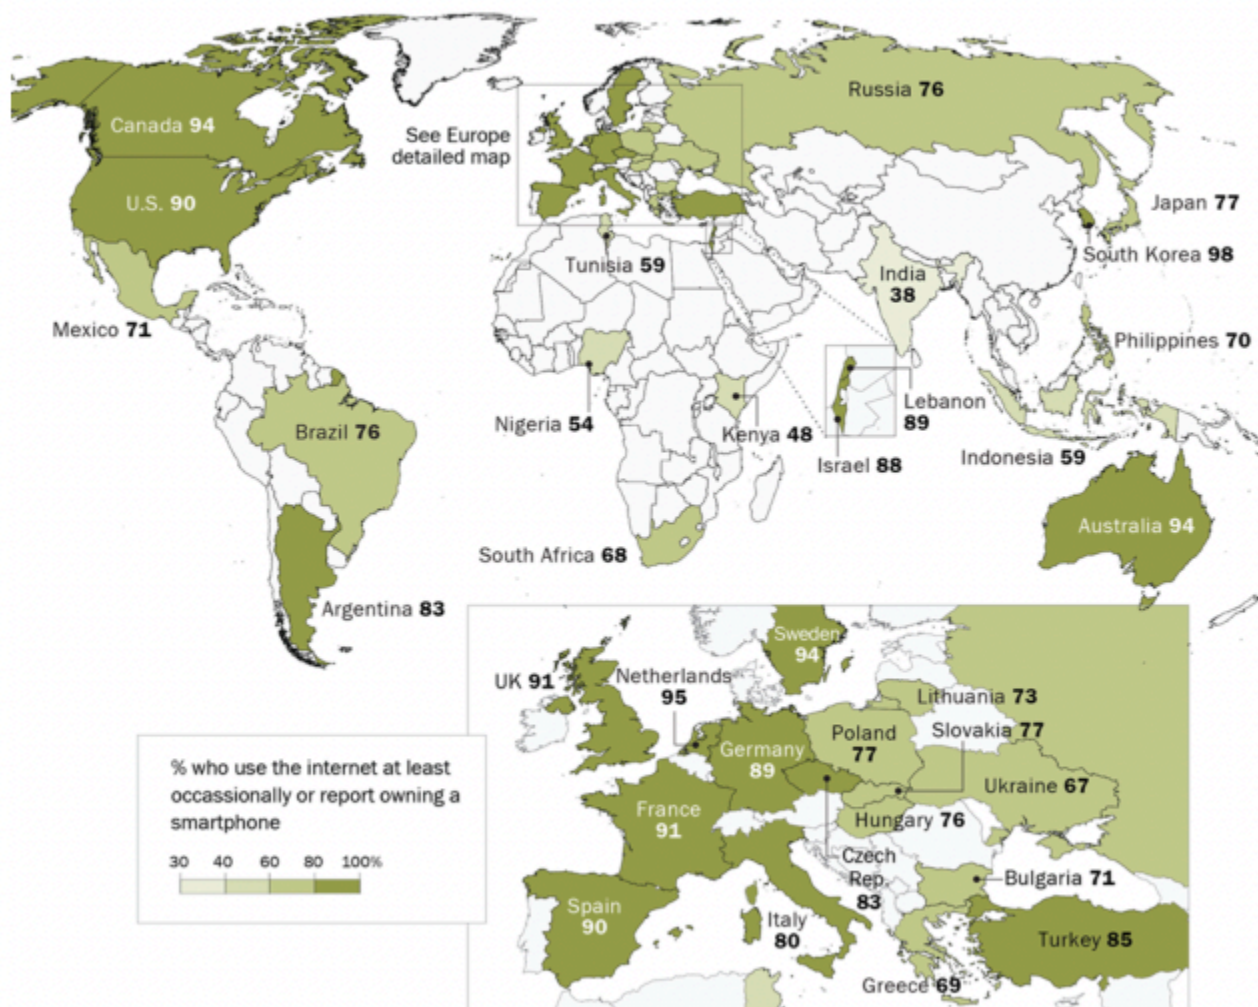 Canada 94
U.S. 90
Mexico 71
Brazil 76
Argentina 83
See Europe
detailed map
Russia 76
Japan 77
South Korea 98
Tunisia 59
India
38
Philippines 70
Nigeria 54
Kenya 48
Lebanon
89
Israel 88
Indonesia 59
South Africa 68
Australia 94
Sweden
94
UK 91
Netherlands
95
Lithuania 73
Poland
77
Slovakia 77
Germany
89
Ukraine 67
France
91
Hungary 76
Czech
Rep.
83
Bulgaria 71
Spain
90
Italy
80
Turkey 85
Greece 69
% who use the internet at least
occassionally or report owning a
smartphone
30 40 60 80 100%